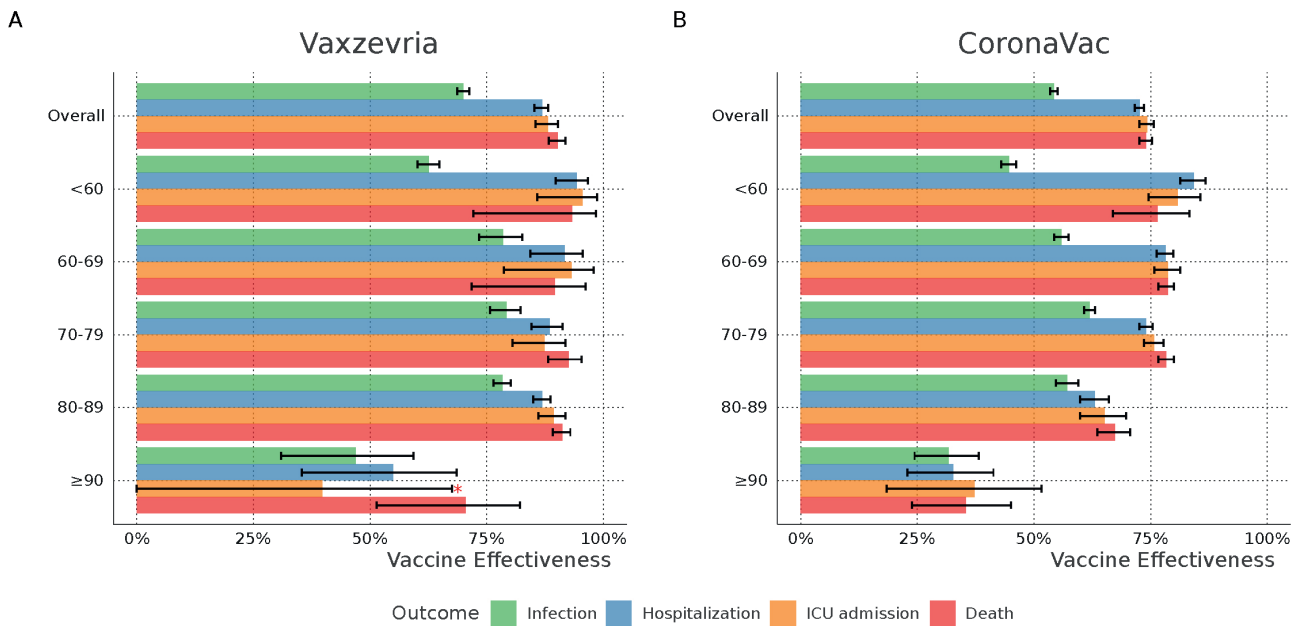 A
Vaxzevria
Overall
<60
60-69
70-79
80-89
≥90
*
0% 25% 50% 75% 100%
Vaccine Effectiveness
B
CoronaVac
Overall
<60
60-69
70-79
80-89
≥90
0% 25% 50% 75% 100%
Vaccine Effectiveness
Outcome Infection Hospitalization ICU admission Death